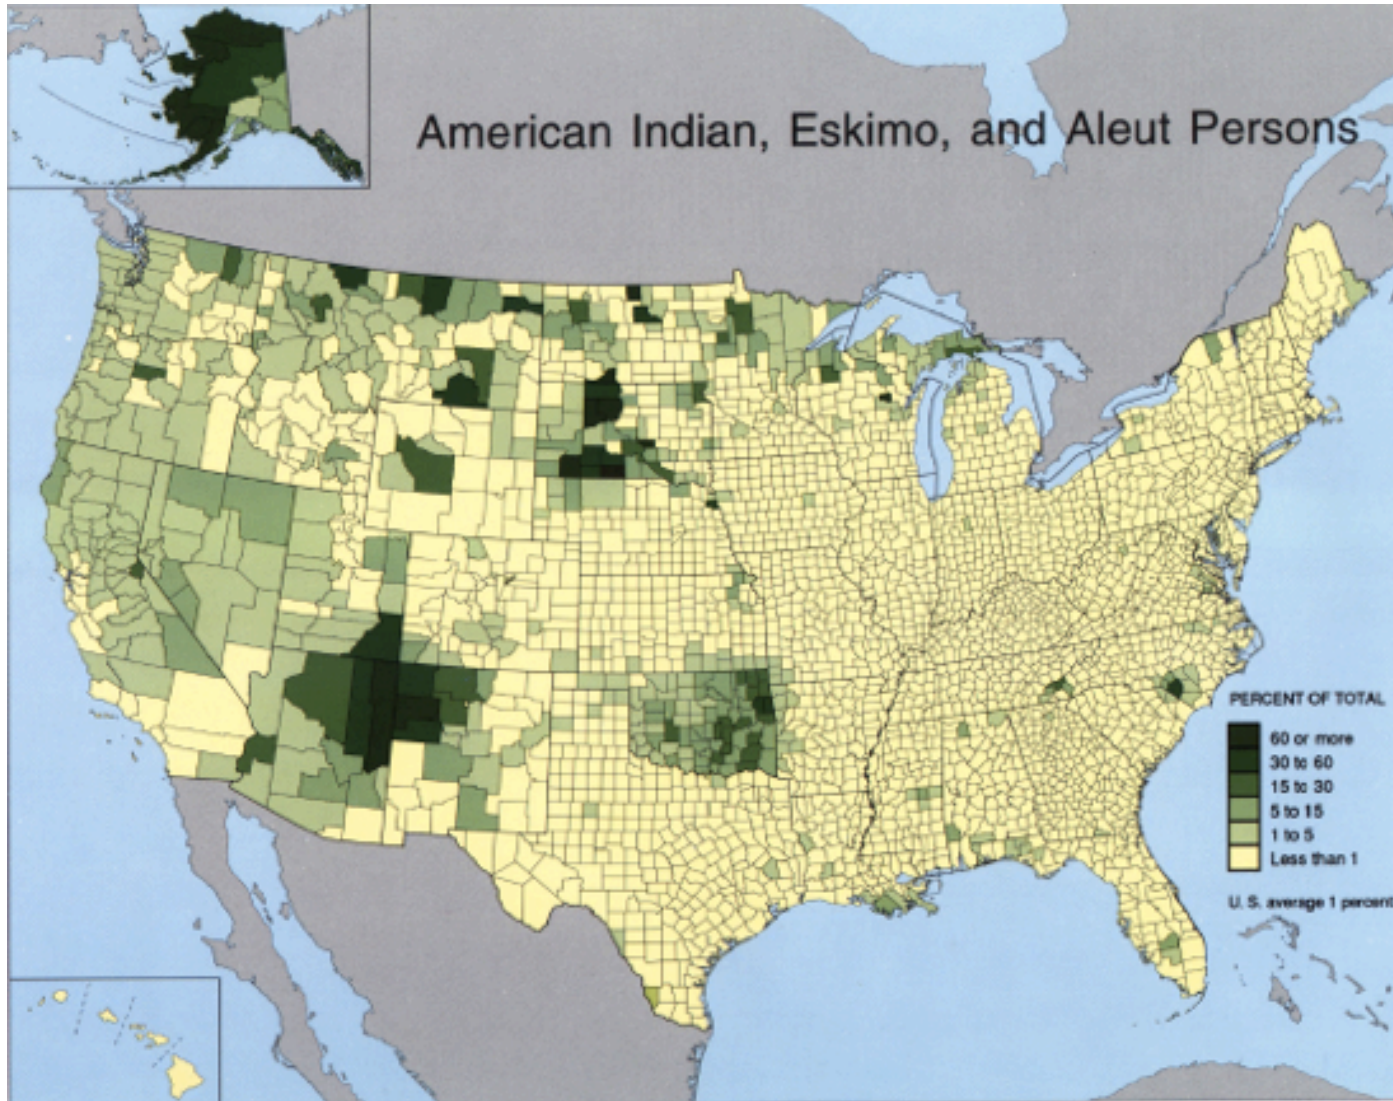 American Indian, Eskimo, and Aleut Persons
PERCENT OF TOTAL
60 or more
30 to 60
15 to 30
5 to 15
1 to 5
Less than 1
U. S. average 1 percent